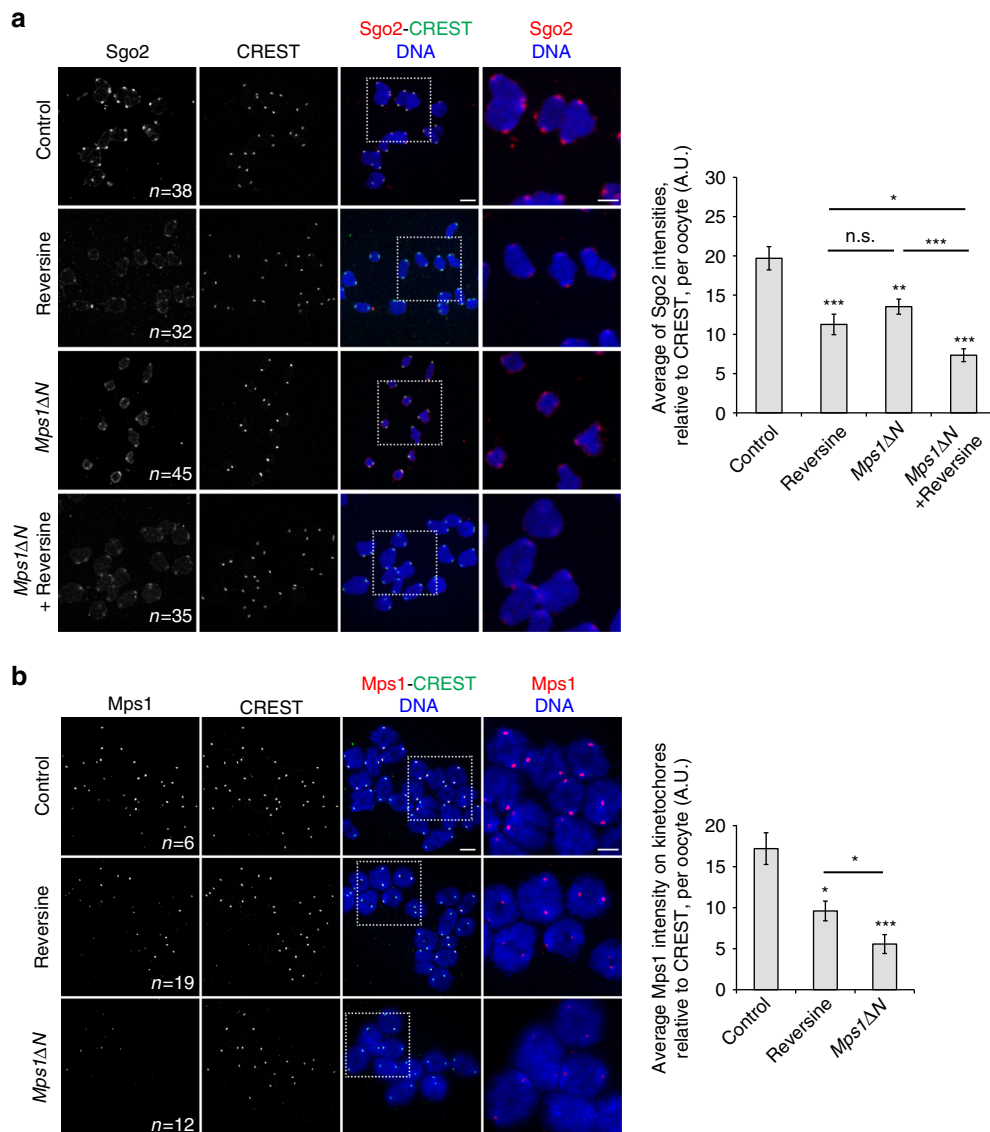 a
Sgo2
CREST
Sgo2-CREST
DNA
Sgo2
DNA
Control
n=38
Reversine
n=32
Mps1ΔN
n=45
Mps1ΔN
+ Reversine
n=35
Average of Sgo2 intensities,
relative to CREST, per oocyte (A.U.)
30
25
20
15
10
5
0
*
n.s.
***
***
**
***
Control
Reversine
Mps1ΔN
Mps1ΔN
+Reversine
b
Mps1
CREST
Mps1-CREST
DNA
Mps1
DNA
Control
n=6
Reversine
n=19
Mps1ΔN
n=12
Average Mps1 intensity on kinetochores
relative to CREST, per oocyte (A.U.)
20
15
10
5
0
*
*
***
Control
Reversine
Mps1ΔN